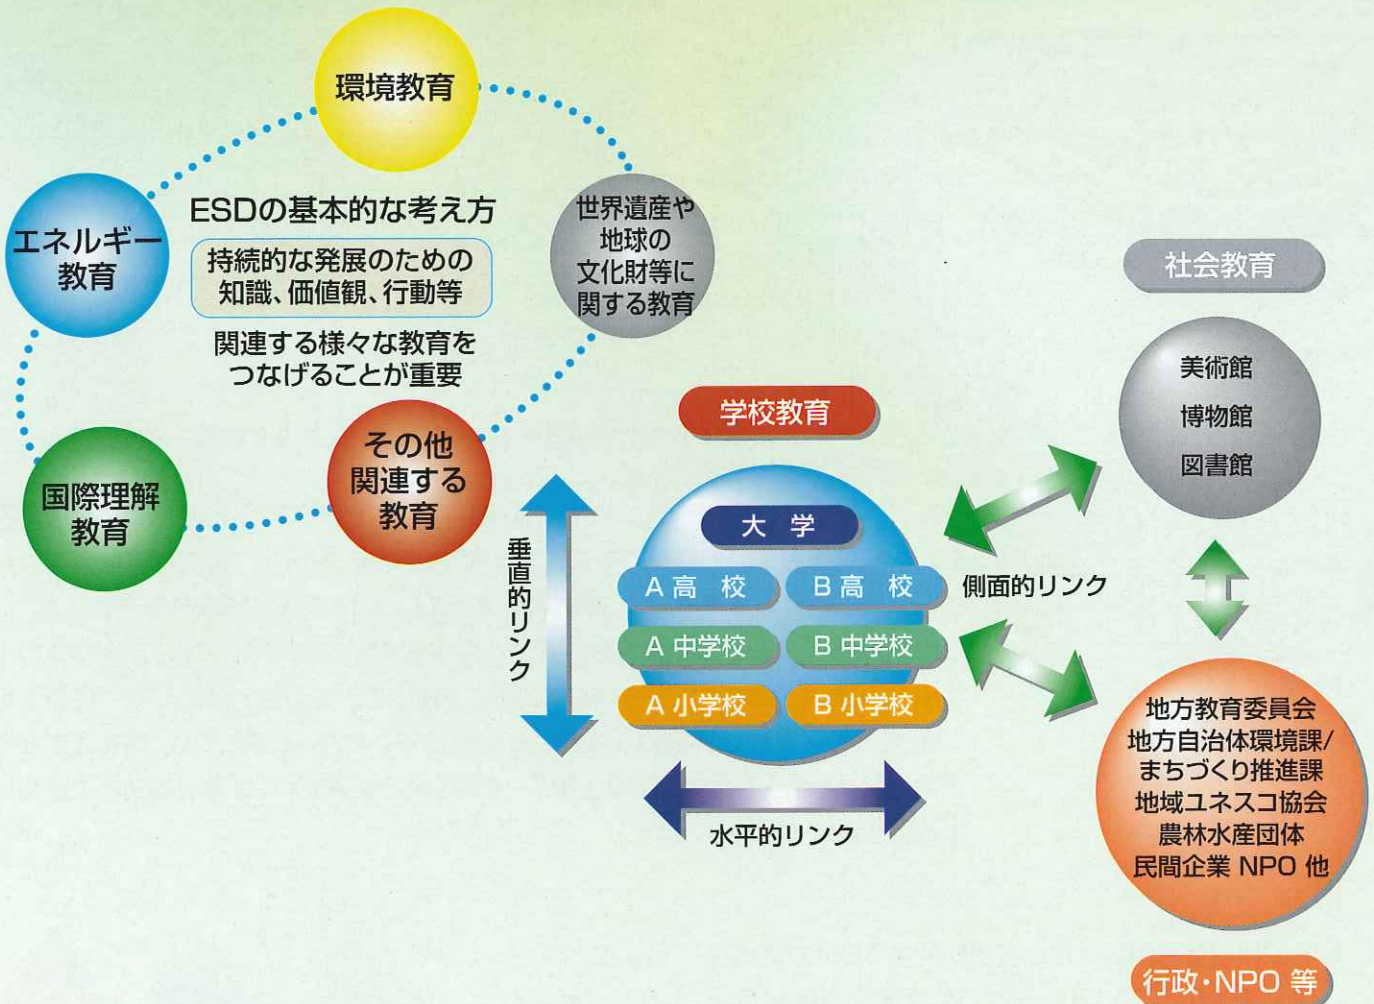 環境教育
エネルギー
教育
ESDの基本的な考え方
持続的な発展のための
知識、価値観、行動等
関連する様々な教育を
つなげることが重要
世界遺産や
地球の
文化財等に
関する教育
国際理解
教育
その他
関連する
教育
学校教育
大 学
A 高 校
B 高 校
A 中学校
B 中学校
A 小学校
B 小学校
垂直的リンク
水平的リンク
側面的リンク
社会教育
美術館
博物館
図書館
地方教育委員会
地方自治体環境課/
まちづくり推進課
地域ユネスコ協会
農林水産団体
民間企業 NPO 他
行政・NPO 等